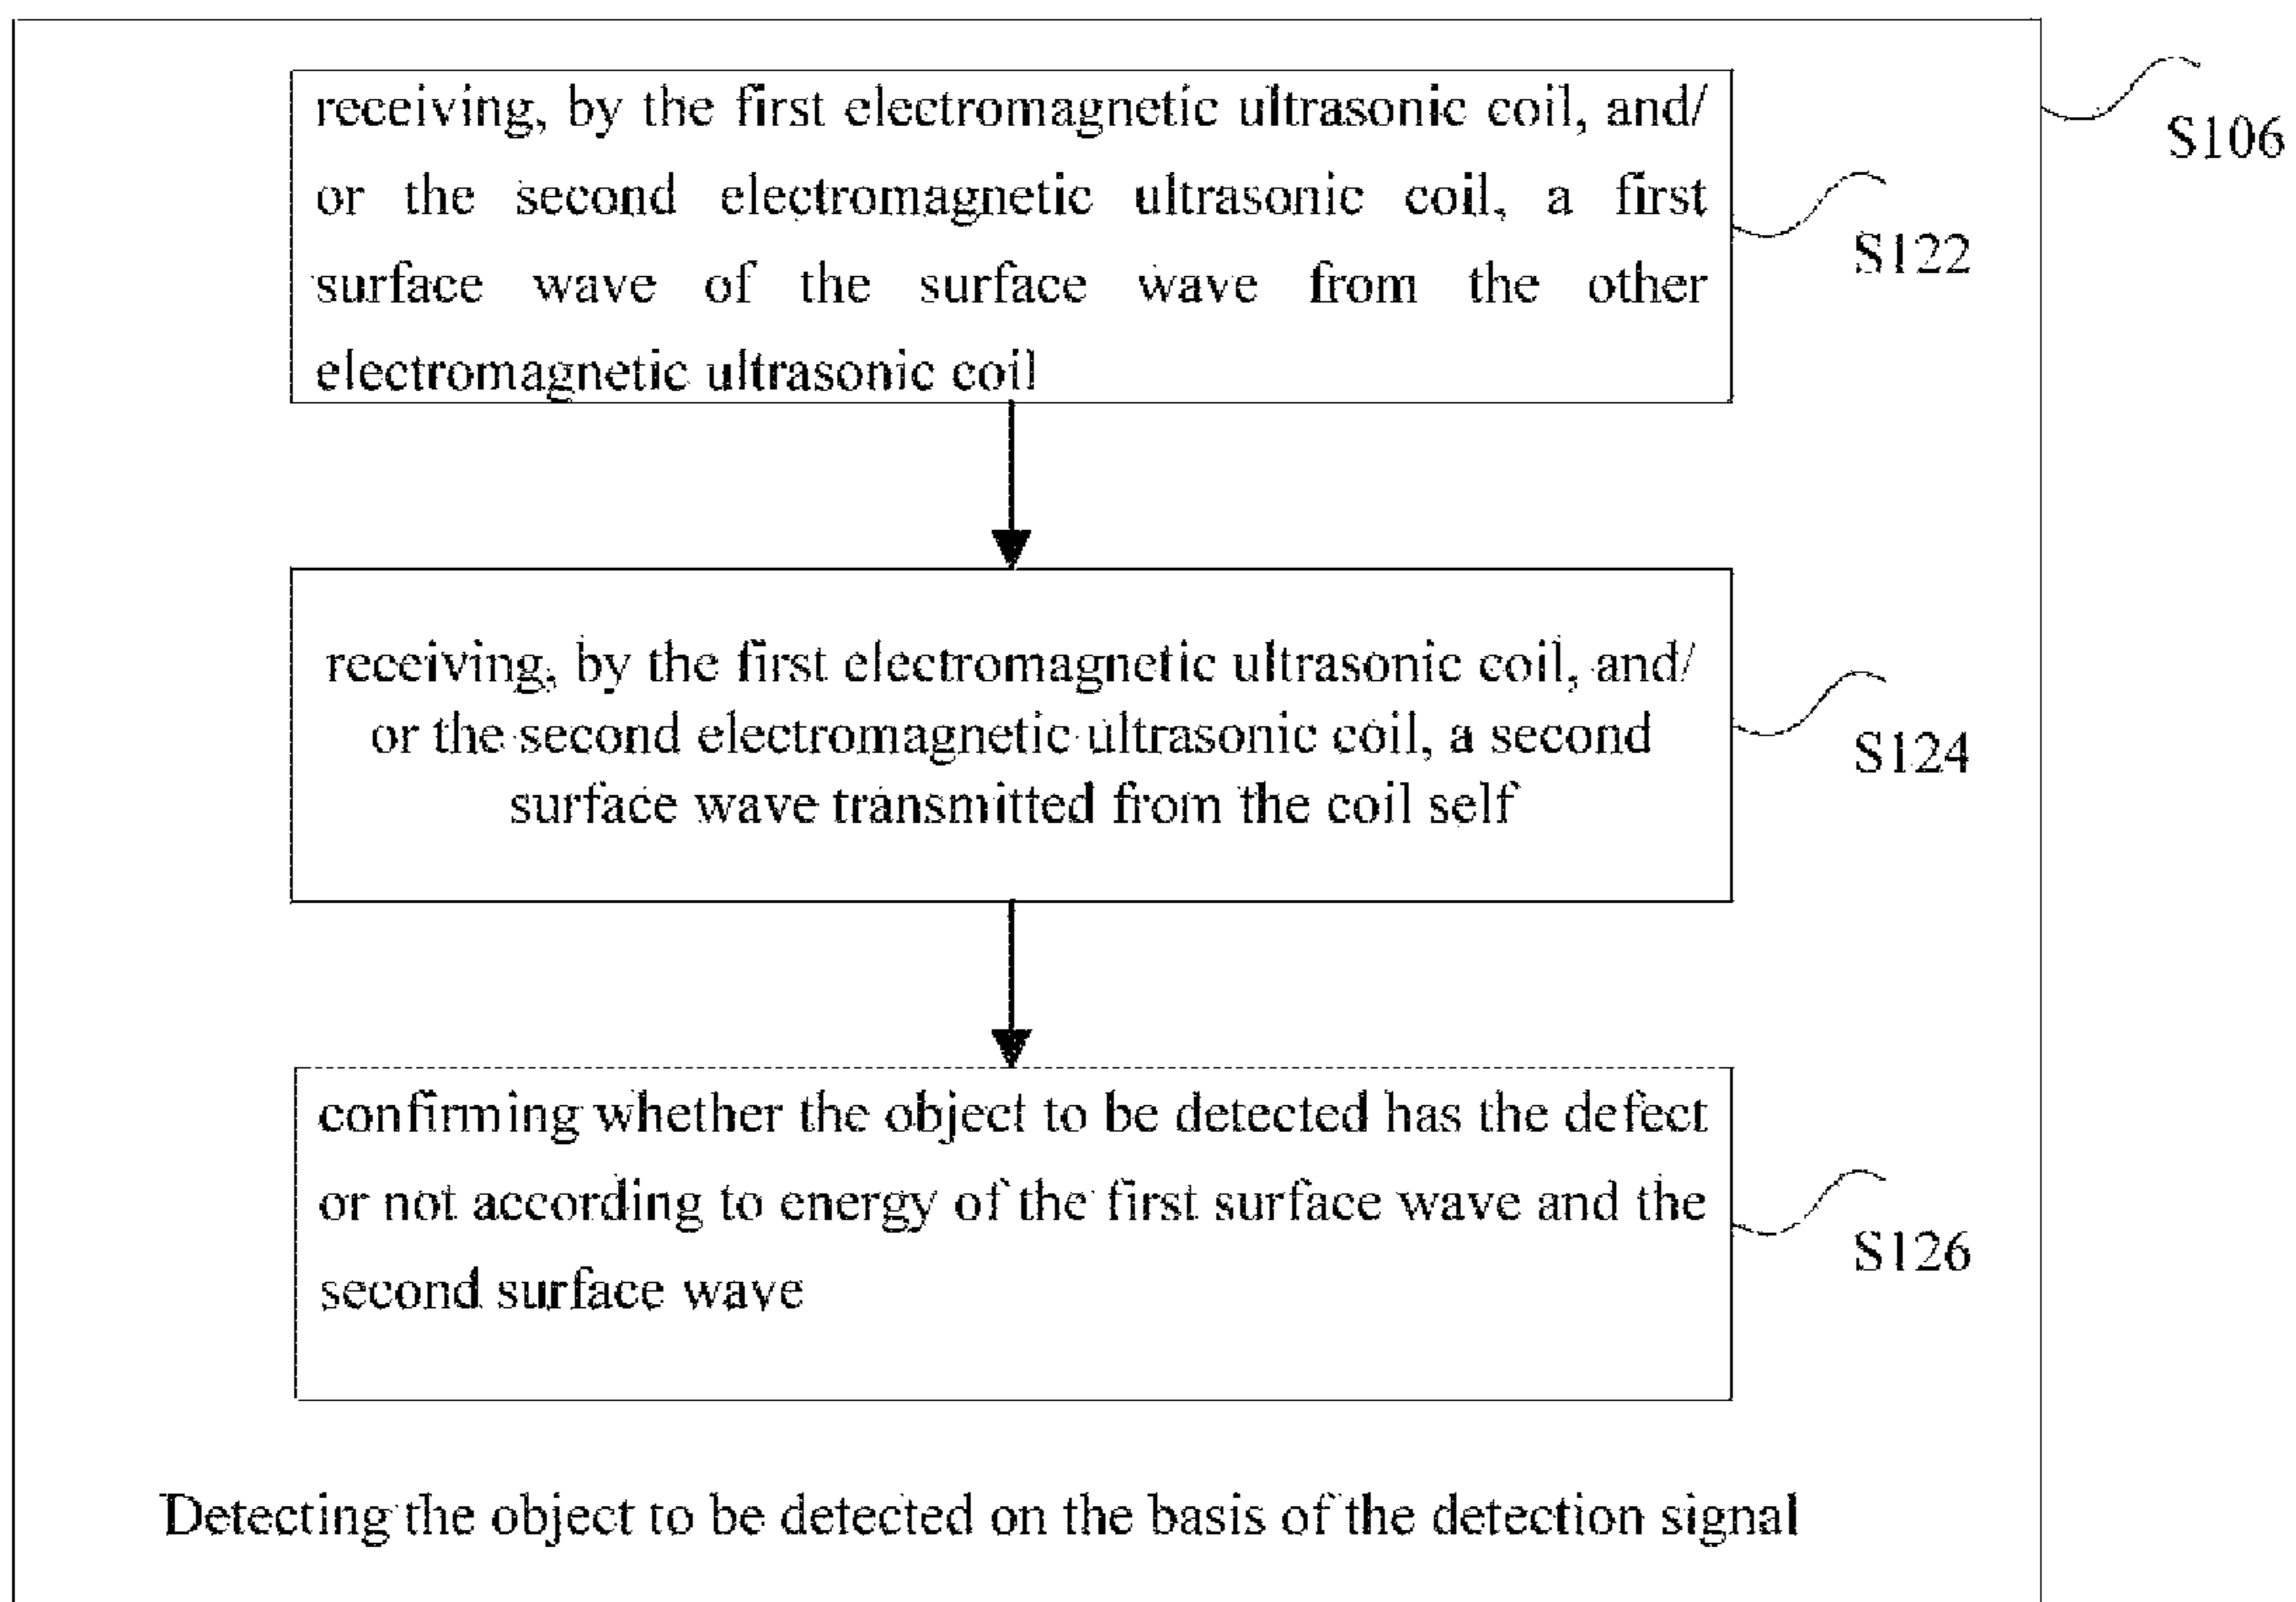 receiving, by the first electromagnetic ultrasonic coil, and/
or the second electromagnetic ultrasonic coil, a first
surface wave of the surface wave from the other
electromagnetic ultrasonic coil
S106
S122
receiving, by the first electromagnetic ultrasonic coil, and/
or the second electromagnetic ultrasonic coil, a second
surface wave transmitted from the coil self
S124
confirming whether the object to be detected has the defect
or not according to energy of the first surface wave and the
second surface wave
S126
Detecting the object to be detected on the basis of the detection signal